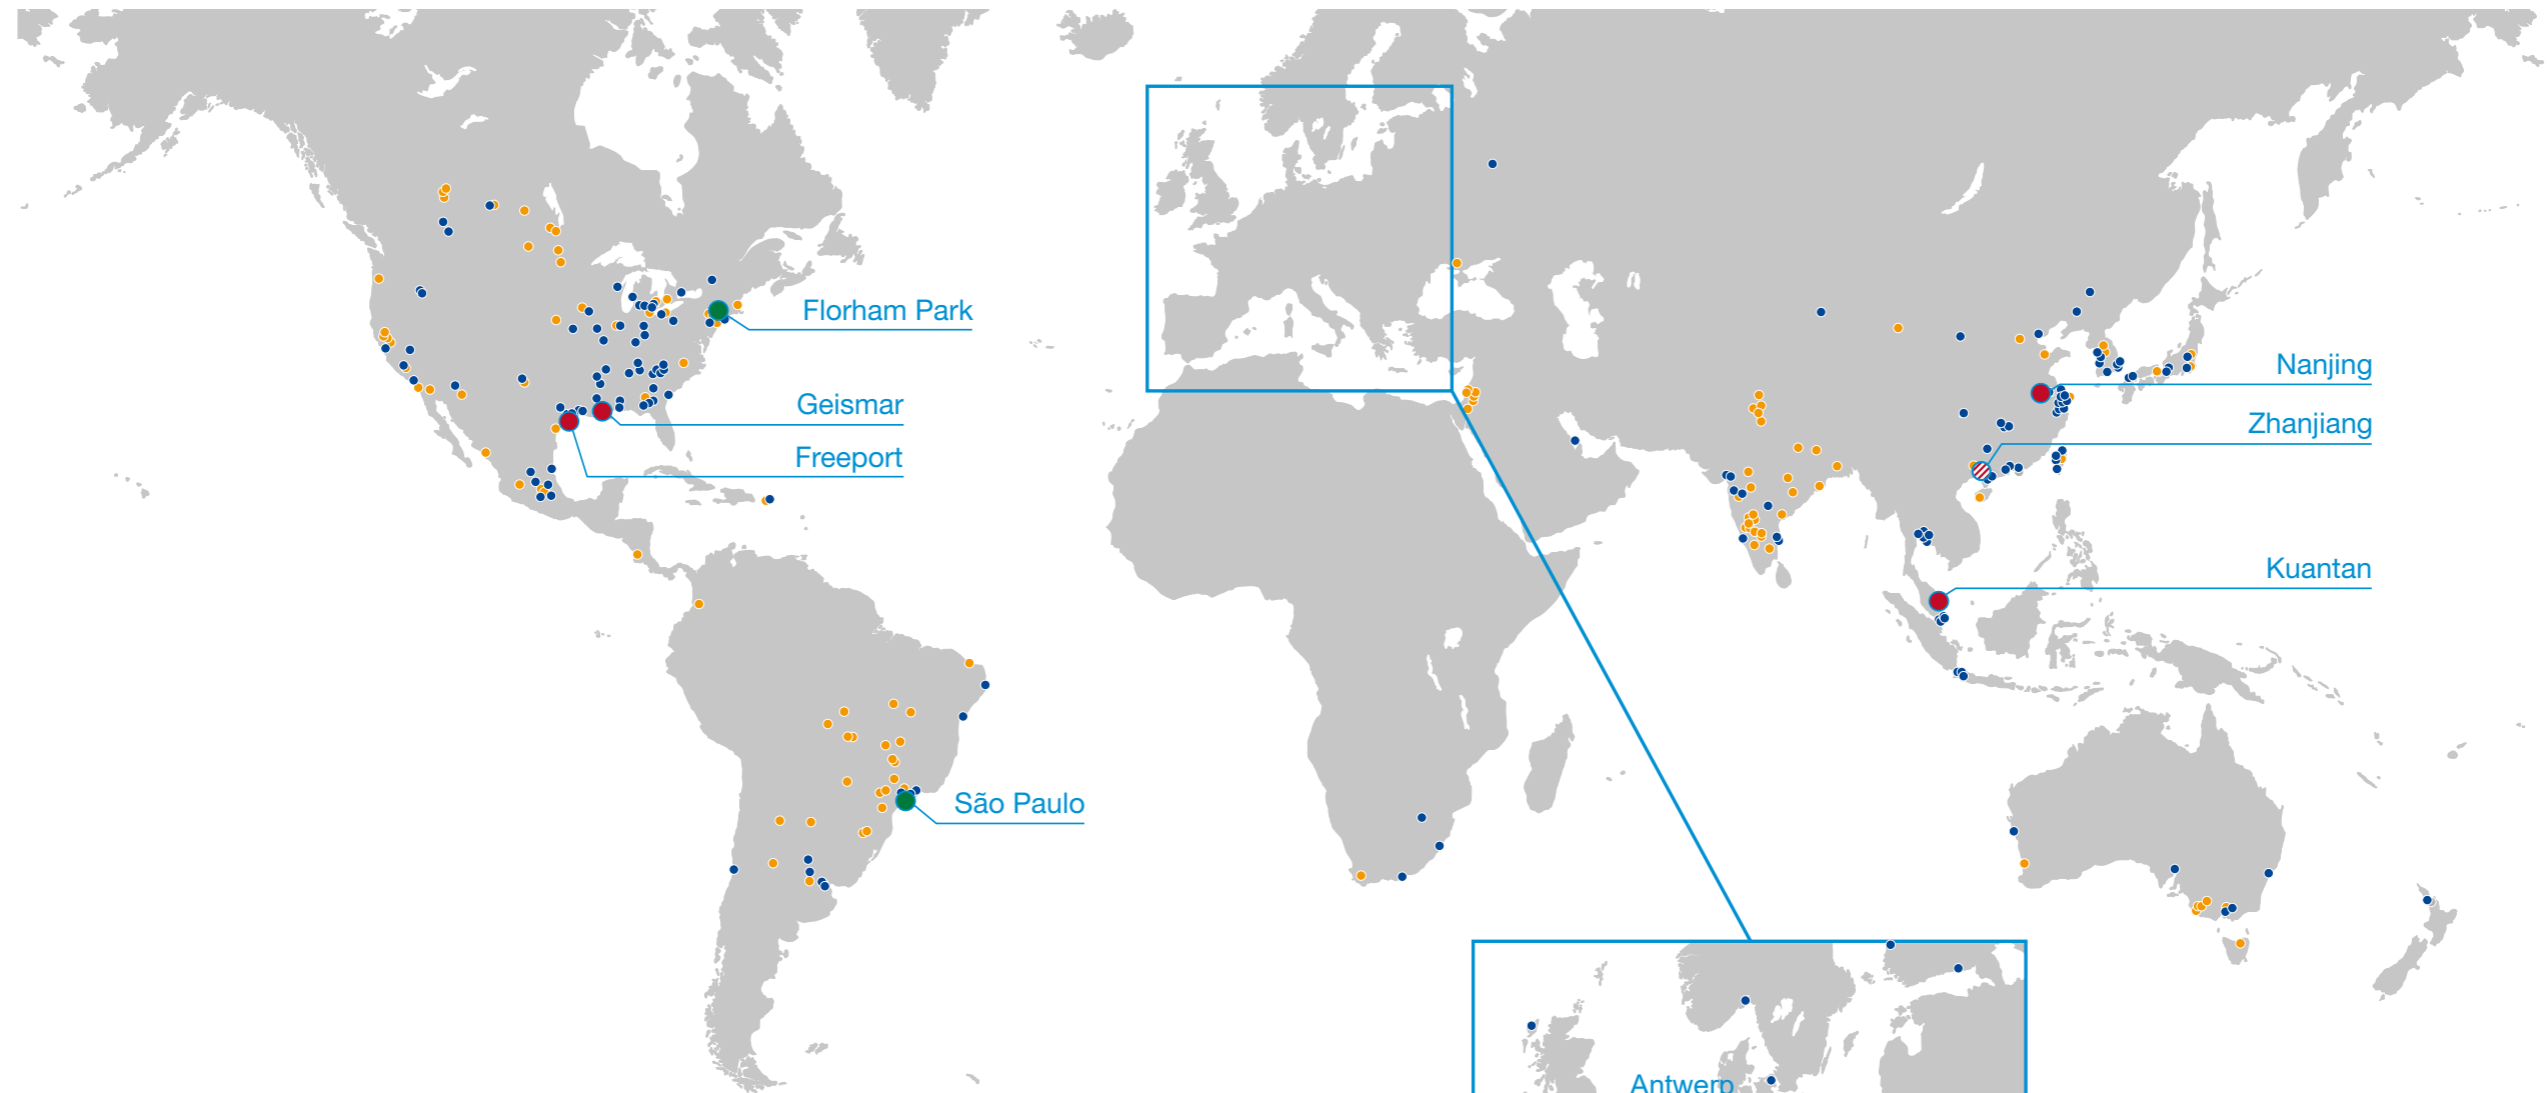 Florham Park
Geismar
Freeport
Nanjing
Zhanjiang
Kuantan
São Paulo
Antwerp